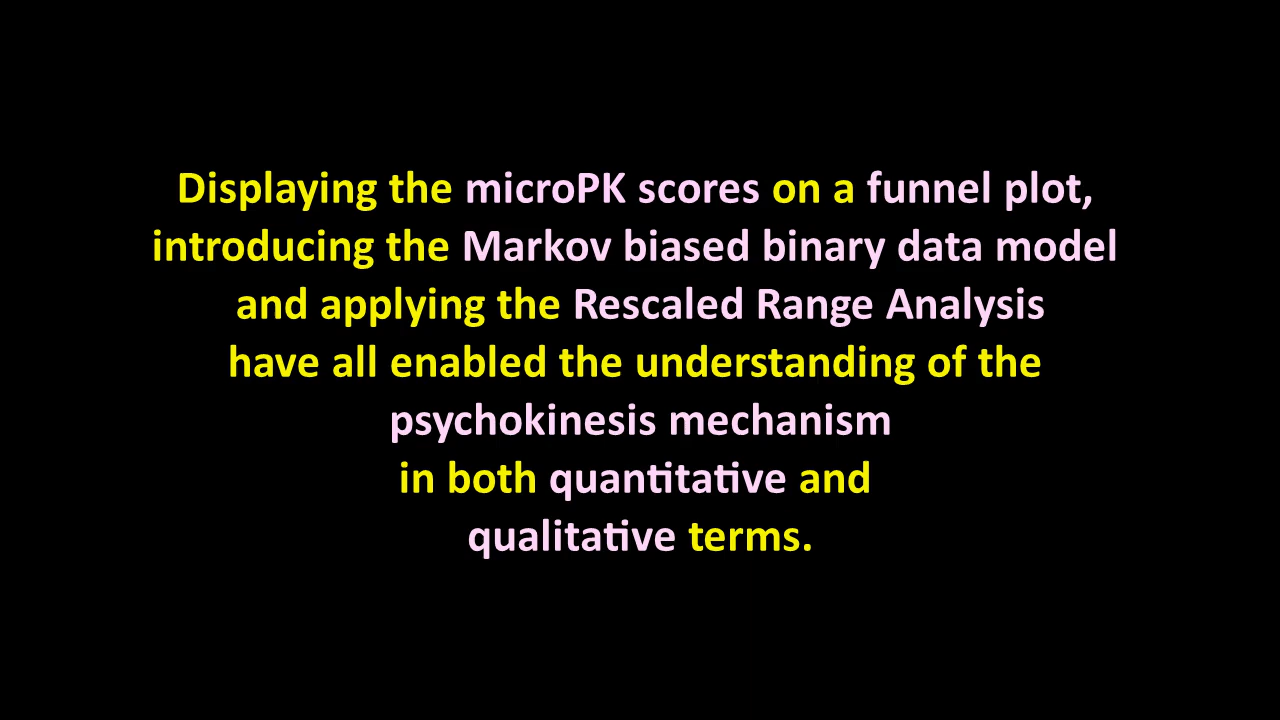 Displaying the microPK scores on a funnel plot,
introducing the Markov biased binary data model
and applying the Rescaled Range Analysis
have all enabled the understanding of the
psychokinesis mechanism
in both quantitative and
qualitative terms.